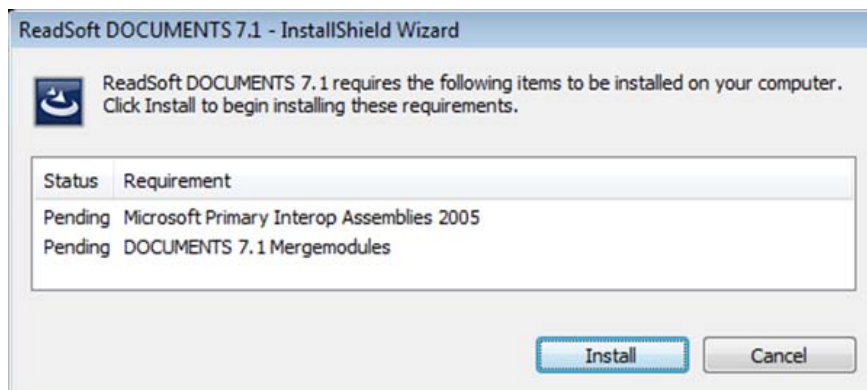 ReadSoft DOCUMENTS 7.1 - InstallShield Wizard
ReadSoft DOCUMENTS 7.1 requires the following items to be installed on your computer.
Click Install to begin installing these requirements.
Status Requirement
Pending Microsoft Primary Interop Assemblies 2005
Pending DOCUMENTS 7.1 Mergemodules
Install Cancel